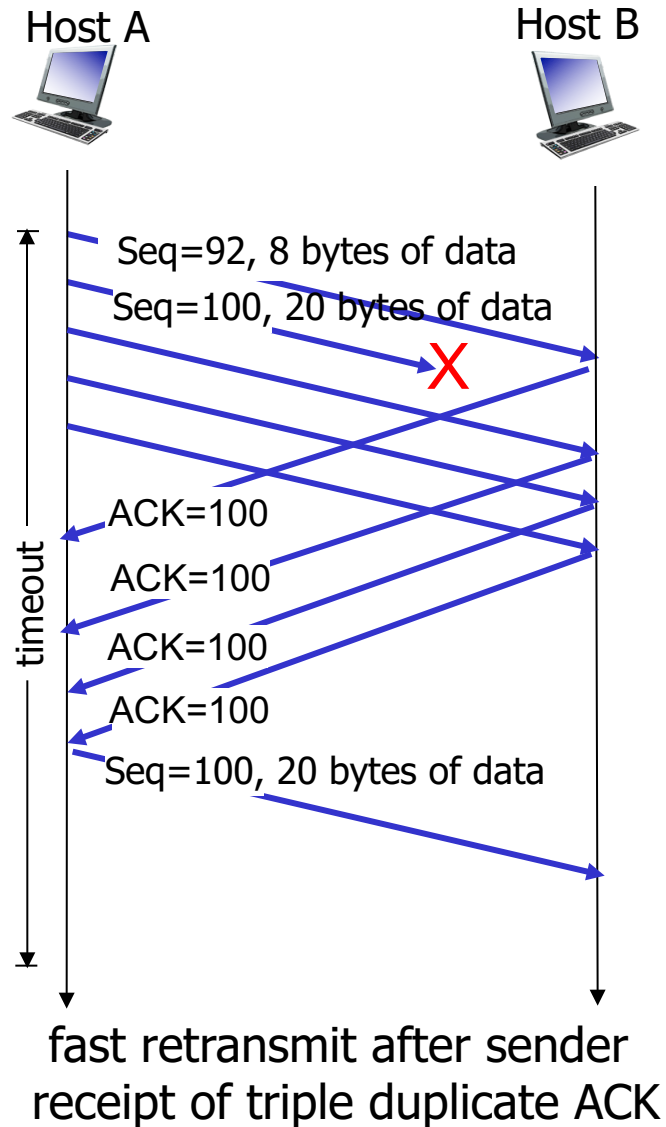 Host A
Host B
Seq=92, 8 bytes of data
Seq=100, 20 bytes of data
X
ACK=100
ACK=100
timeout
ACK=100
ACK=100
Seq=100, 20 bytes of data
fast retransmit after sender
receipt of triple duplicate ACK